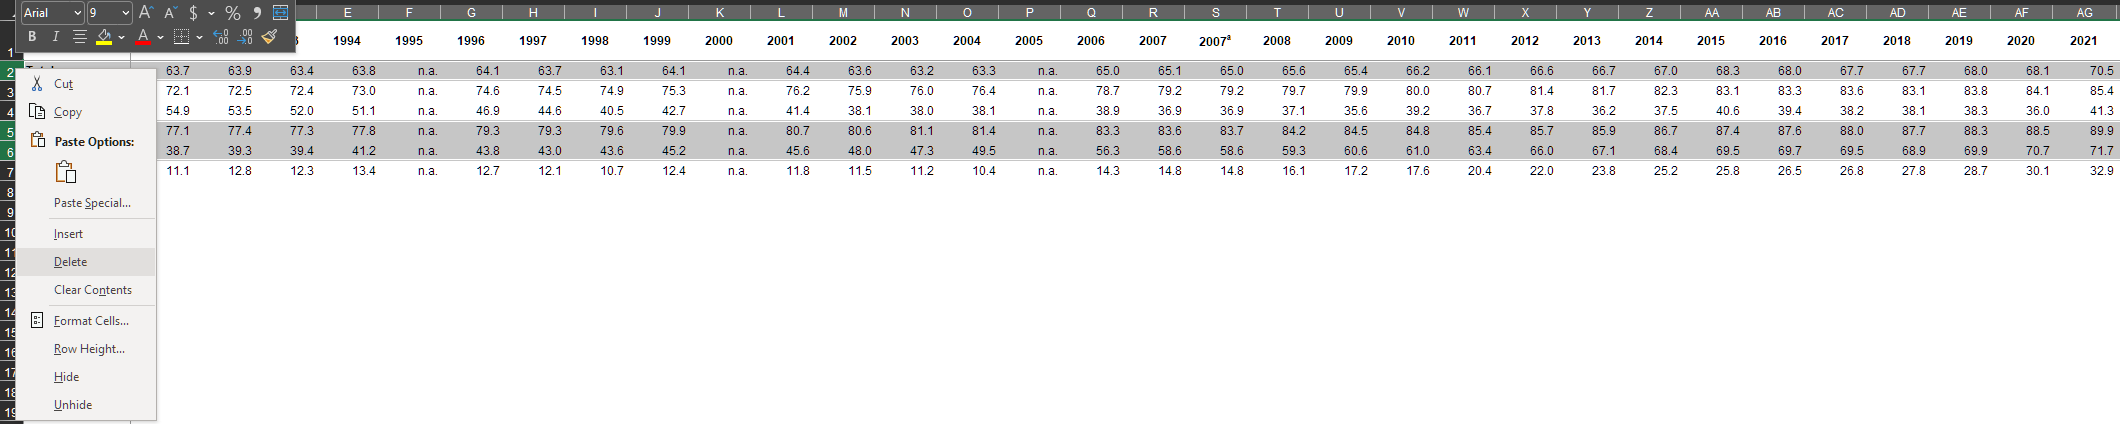 Arial 9 A A $ % , 
B I A .00 .00
E F G H I J K L M N O P Q R S T U V W X Y Z AA AB AC AD AE AF AG
1 1994 1995 1996 1997 1998 1999 2000 2001 2002 2003 2004 2005 2006 2007 2007ª 2008 2009 2010 2011 2012 2013 2014 2015 2016 2017 2018 2019 2020 2021
2 63.7 63.9 63.4 63.8 n.a. 64.1 63.7 63.1 64.1 n.a. 64.4 63.6 63.2 63.3 n.a. 65.0 65.1 65.0 65.6 65.4 66.2 66.1 66.6 66.7 67.0 68.3 68.0 67.7 67.7 68.0 68.1 70.5
3 72.1 72.5 72.4 73.0 n.a. 74.6 74.5 74.9 75.3 n.a. 76.2 75.9 76.0 76.4 n.a. 78.7 79.2 79.2 79.7 79.9 80.0 80.7 81.4 81.7 82.3 83.1 83.3 83.6 83.1 83.8 84.1 85.4
4 54.9 53.5 52.0 51.1 n.a. 46.9 44.6 40.5 42.7 n.a. 41.4 38.1 38.0 38.1 n.a. 38.9 36.9 36.9 37.1 35.6 39.2 36.7 37.8 36.2 37.5 40.6 39.4 38.2 38.1 38.3 36.0 41.3
5 77.1 77.4 77.3 77.8 n.a. 79.3 79.3 79.6 79.9 n.a. 80.7 80.6 81.1 81.4 n.a. 83.3 83.6 83.7 84.2 84.5 84.8 85.4 85.7 85.9 86.7 87.4 87.6 88.0 87.7 88.3 88.5 89.9
6 38.7 39.3 39.4 41.2 n.a. 43.8 43.0 43.6 45.2 n.a. 45.6 48.0 47.3 49.5 n.a. 56.3 58.6 58.6 59.3 60.6 61.0 63.4 66.0 67.1 68.4 69.5 69.7 69.5 68.9 69.9 70.7 71.7
7 11.1 12.8 12.3 13.4 n.a. 12.7 12.1 10.7 12.4 n.a. 11.8 11.5 11.2 10.4 n.a. 14.3 14.8 14.8 16.1 17.2 17.6 20.4 22.0 23.8 25.2 25.8 26.5 26.8 27.8 28.7 30.1 32.9
8
9
10
11
12
13
14
15
16
17
18
19
Cut
Copy
Paste Options:
Paste Special...
Insert
Delete
Clear Contents
Format Cells...
Row Height...
Hide
Unhide